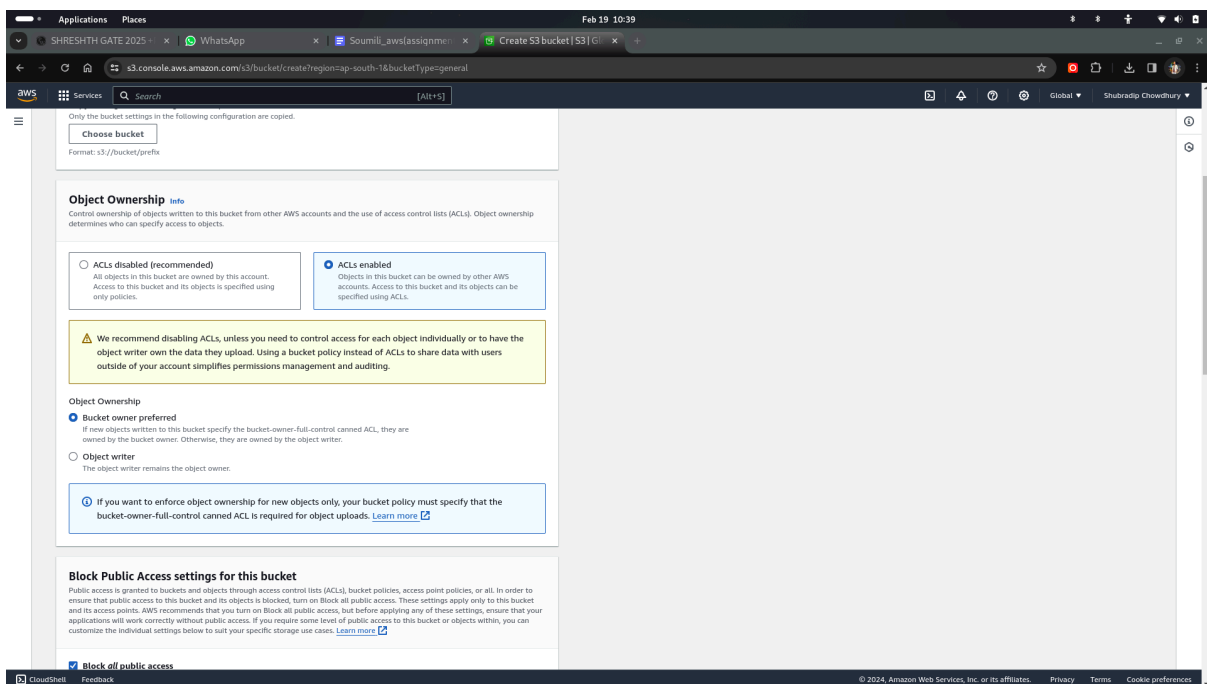 Applications Places
Feb 19 10:39
SHRESHTH GATE 2025 -
WhatsApp
Soumili_aws(assignmen
Create S3 bucket | S3 | Gl
s3.console.aws.amazon.com/s3/bucket/create?region=ap-south-1&bucketType=general
aws
Services
Search
[Alt+S]
Global
Shubradip Chowdhury
Only the bucket settings in the following configuration are copied.
Choose bucket
Format: s3://bucket/prefix
Object Ownership Info
Control ownership of objects written to this bucket from other AWS accounts and the use of access control lists (ACLs). Object ownership
determines who can specify access to objects.
ACLs disabled (recommended)
All objects in this bucket are owned by this account.
Access to this bucket and its objects is specified using
only policies.
ACLs enabled
Objects in this bucket can be owned by other AWS
accounts. Access to this bucket and its objects can be
specified using ACLs.
We recommend disabling ACLs, unless you need to control access for each object individually or to have the
object writer own the data they upload. Using a bucket policy instead of ACLs to share data with users
outside of your account simplifies permissions management and auditing.
Object Ownership
Bucket owner preferred
If new objects written to this bucket specify the bucket-owner-full-control canned ACL, they are
owned by the bucket owner. Otherwise, they are owned by the object writer.
Object writer
The object writer remains the object owner.
If you want to enforce object ownership for new objects only, your bucket policy must specify that the
bucket-owner-full-control canned ACL is required for object uploads. Learn more
Block Public Access settings for this bucket
Public access is granted to buckets and objects through access control lists (ACLs), bucket policies, access point policies, or all. In order to
ensure that public access to this bucket and its objects is blocked, turn on Block all public access. These settings apply only to this bucket
and its access points. AWS recommends that you turn on Block all public access, but before applying any of these settings, ensure that your
applications will work correctly without public access. If you require some level of public access to this bucket or objects within, you can
customize the individual settings below to suit your specific storage use cases. Learn more
Block all public access
CloudShell Feedback
© 2024, Amazon Web Services, Inc. or its affiliates. Privacy Terms Cookie preferences